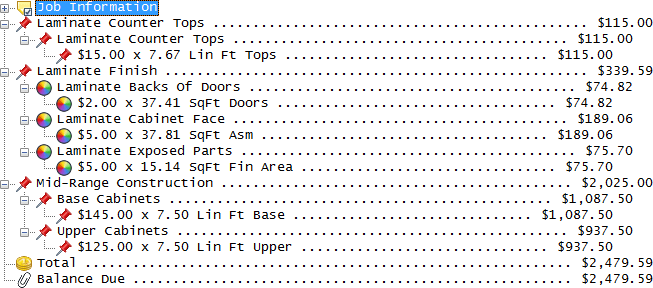 Job Information
Laminate Counter Tops ........................................................ $115.00
Laminate Counter Tops .................................................. $115.00
$15.00 x 7.67 Lin Ft Tops ........................................... $115.00
Laminate Finish .............................................................. $339.59
Laminate Backs Of Doors ................................................ $74.82
$2.00 x 37.41 SqFt Doors ............................................ $74.82
Laminate Cabinet Face .................................................. $189.06
$5.00 x 37.81 SqFt Asm .............................................. $189.06
Laminate Exposed Parts ................................................. $75.70
$5.00 x 15.14 SqFt Fin Area ......................................... $75.70
Mid-Range Construction ...................................................... $2,025.00
Base Cabinets ........................................................ $1,087.50
$145.00 x 7.50 Lin Ft Base ........................................ $1,087.50
Upper Cabinets ......................................................... $937.50
$125.00 x 7.50 Lin Ft Upper ......................................... $937.50
Total ....................................................................... $2,479.59
Balance Due ................................................................. $2,479.59